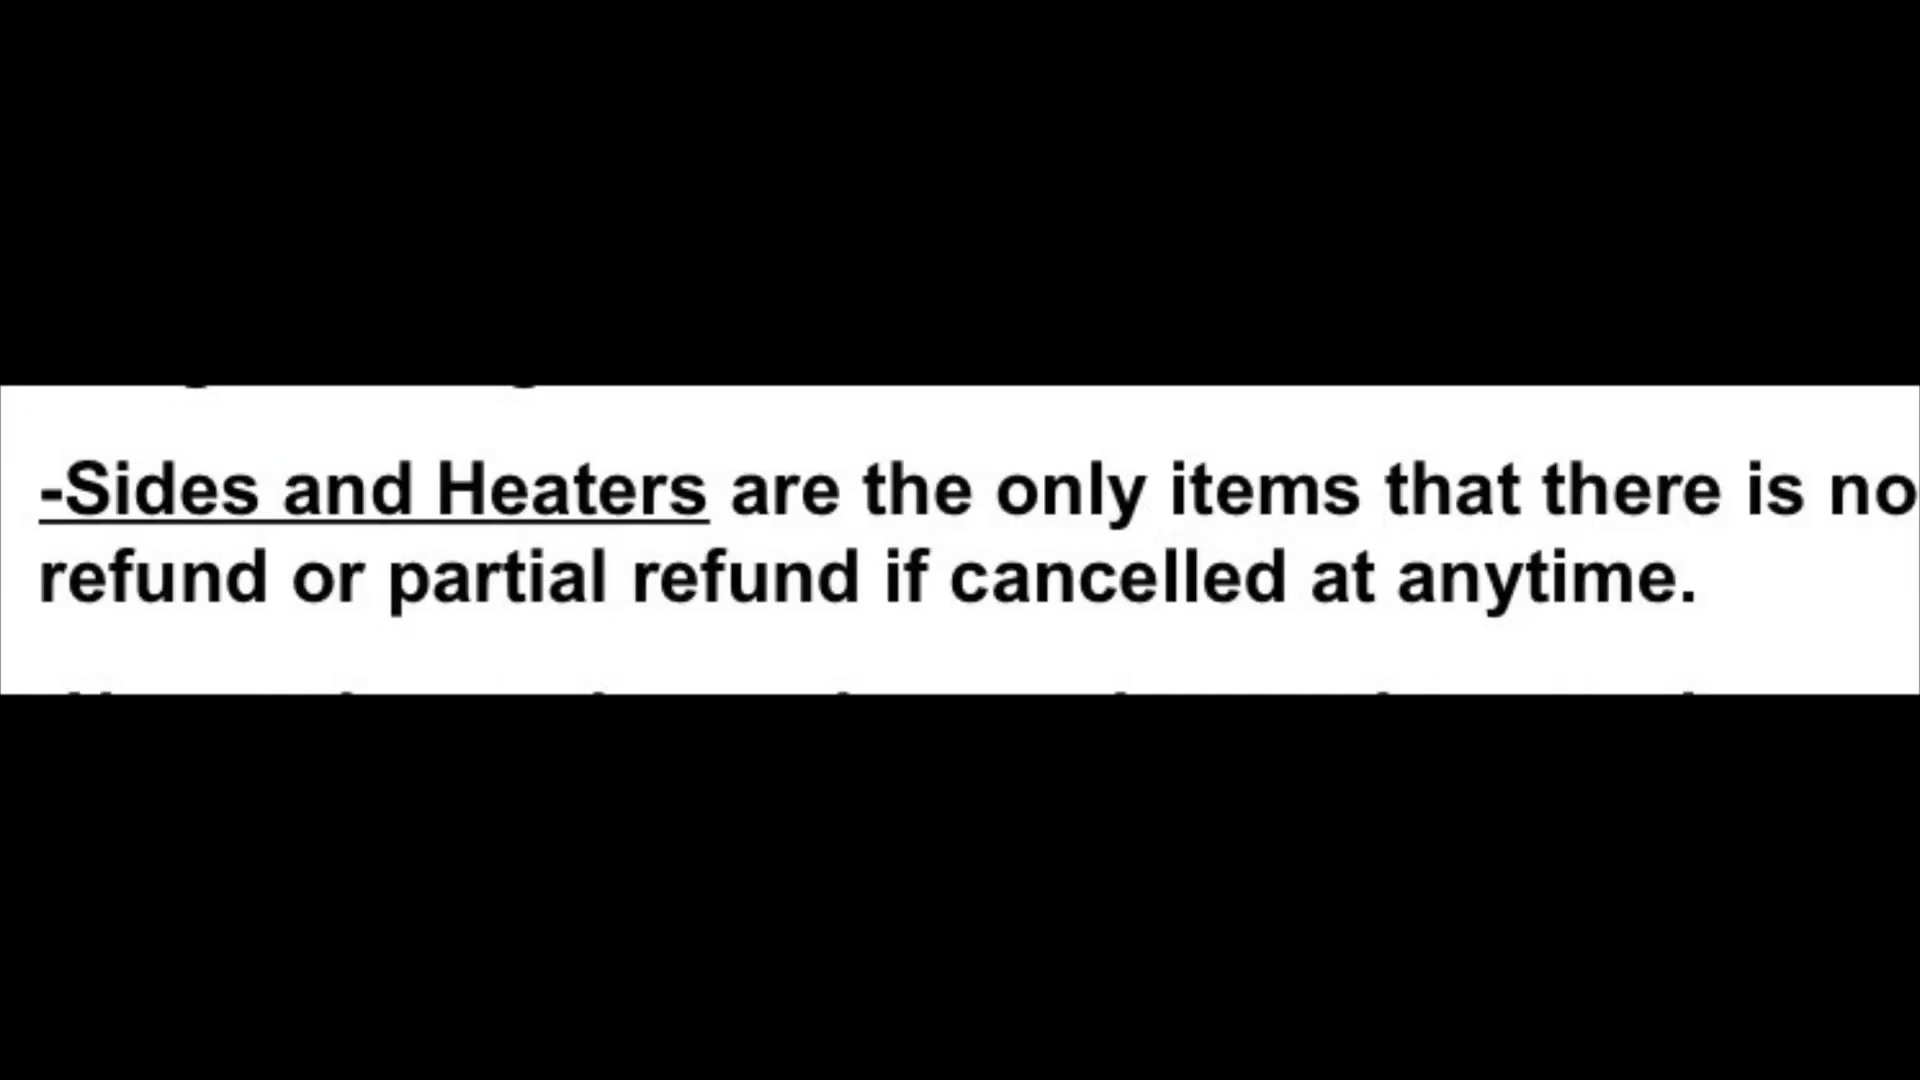 -Sides and Heaters are the only items that there is no
refund or partial refund if cancelled at anytime.